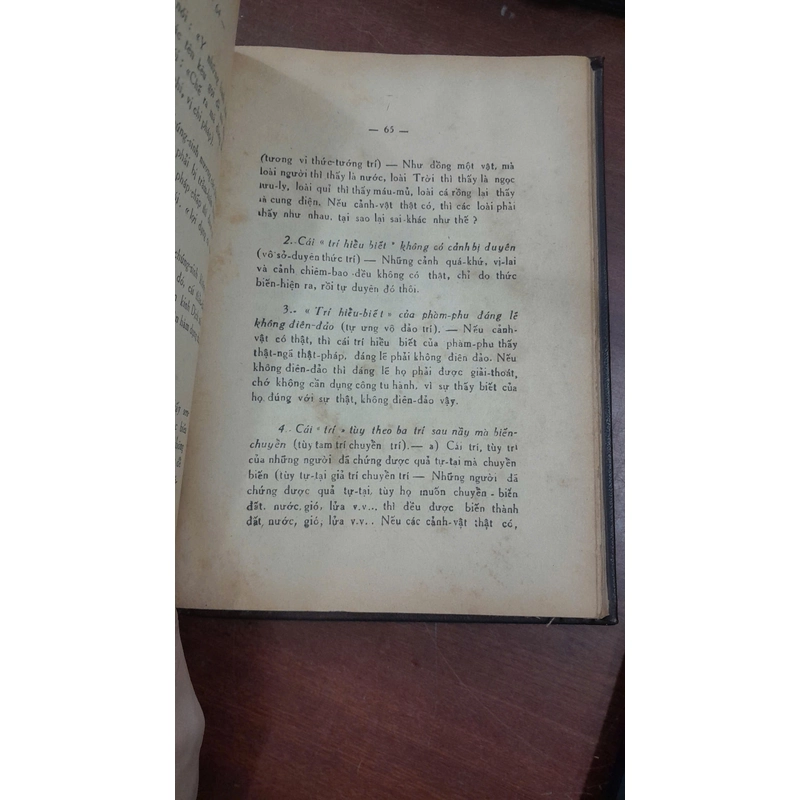 — 65 —
(tương vi thức-tướng trí) — Như đồng một vật, mà
loài người thì thấy là nước, loài Trời thì thấy là ngọc
lưu-ly, loài quỉ thì thấy máu-mủ, loài cá rồng lại thấy
là cung điện. Nếu cảnh-vật thật có, thì các loài phải
thấy như nhau, tại sao lại sai-khác như thế ?
2.. Cái « trí hiểu biết " không có cảnh bị duyên
(vô sở-duyên thức trí) — Những cảnh quá-khứ, vị-lai
và cảnh chiêm-bao đều không có thât, chỉ do thức
biến-hiện ra, rồi tự duyên đó thôi.
3.- « Trí hiểu-biết » của phàm-phu đáng lẽ
không điên-đảo (tự ưng vô đảo trí). — Nếu cảnh-
vật có thật, thì cái trí hiểu biết của phàm-phu thấy
thật-ngã thật-pháp, đáng lẽ phải không điên đảo. Nếu
không điên-đảo thì đáng lẽ họ phải được giải-thoát,
chớ không cần dụng công tu hành, vì sự thấy biết của
họ đúng với sự thật, không điên-đảo vậy.
4.. Cái " trí » tùy theo ba trí sau nầy mà biến-
chuyển (tùy tam trí chuyển trí).— a) Cái trí, tùy trí
của những người đã chứng được quả tự-tại mà chuyển
biến (tùy tự-tại giả trí chuyển trí — Những người đã
chứng được quả tự-tại, tùy họ muốn chuyển - biến
đất, nước, gió, lửa v.v..., thì đều được biến thành
đất, nước, gió, lửa v.v... Nếu các cảnh-vật thật có,